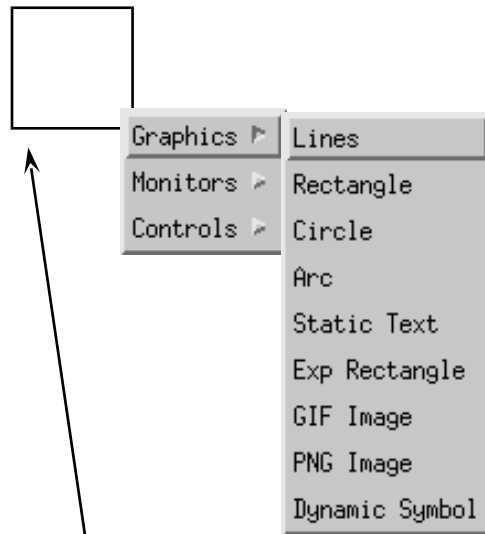 Graphics
Monitors
Controls
Lines
Rectangle
Circle
Arc
Static Text
Exp Rectangle
GIF Image
PNG Image
Dynamic Symbol